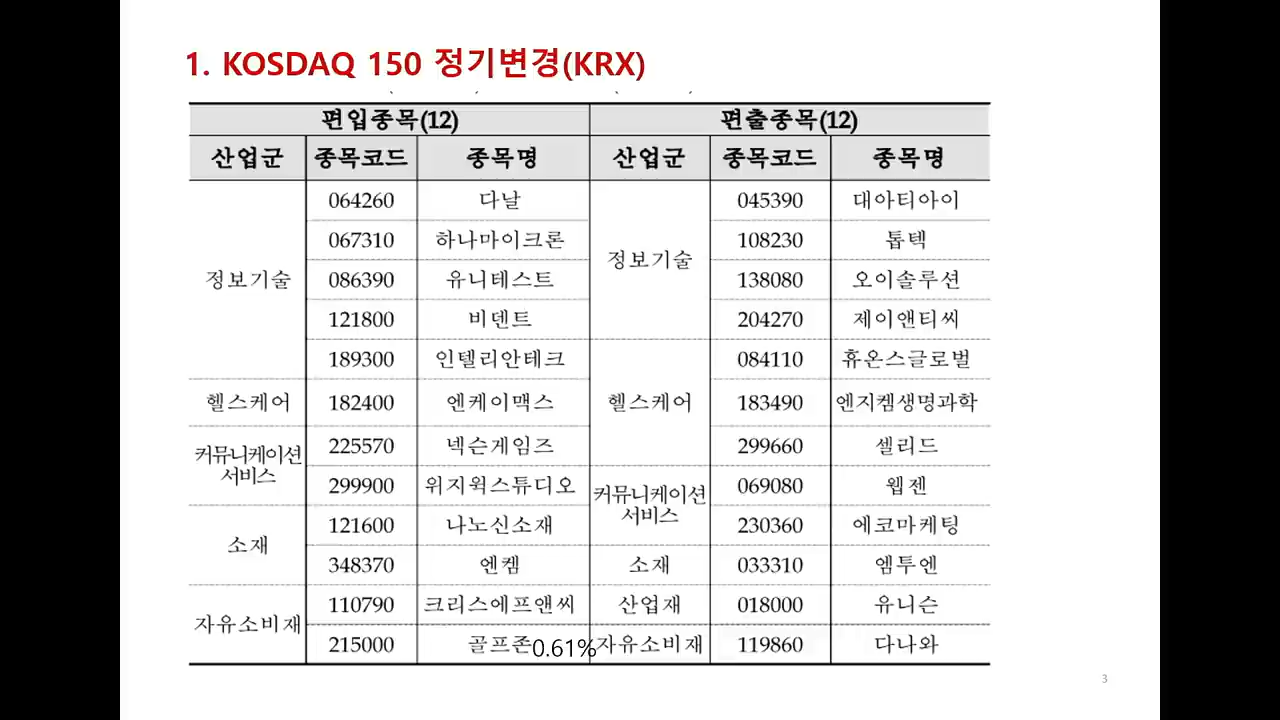 1. KOSDAQ 150 정기변경(KRX)
편입종목(12) 편출종목(12)
산업군 종목코드 종목명 산업군 종목코드 종목명
정보기술 064260 다날 정보기술 045390 대아티아이
067310 하나마이크론 108230 톱텍
086390 유니테스트 138080 오이솔루션
121800 비덴트 204270 제이앤티씨
189300 인텔리안테크 헬스케어 084110 휴온스글로벌
헬스케어 182400 엔케이맥스 183490 엔지켐생명과학
커뮤니케이션 서비스 225570 넥슨게임즈 299660 셀리드
299900 위지윅스튜디오 커뮤니케이션 서비스 069080 웹젠
소재 121600 나노신소재 230360 에코마케팅
348370 엔켐 소재 033310 엠투엔
자유소비재 110790 크리스에프앤씨 산업재 018000 유니슨
215000 골프존 0.61% 자유소비재 119860 다나와
3